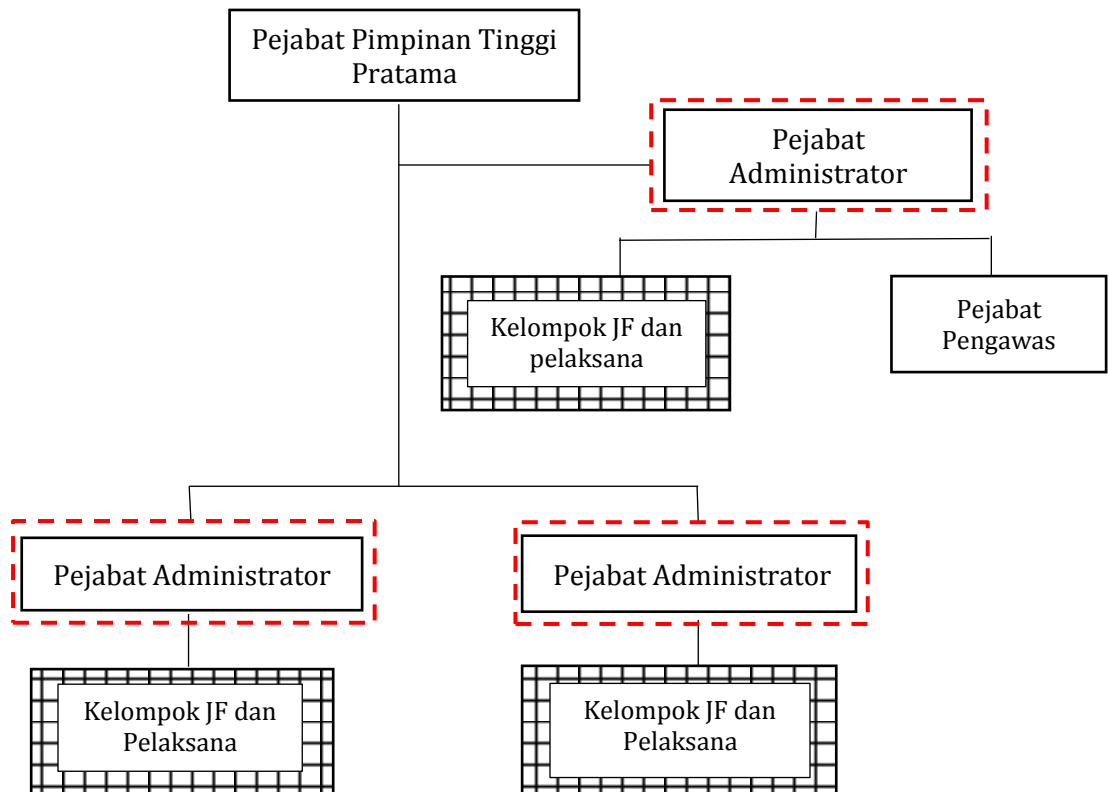 Pejabat Pimpinan Tinggi
Pratama
Pejabat
Administrator
Kelompok JF dan
pelaksana
Pejabat
Pengawas
Pejabat Administrator
Pejabat Administrator
Kelompok JF dan
Pelaksana
Kelompok JF dan
Pelaksana